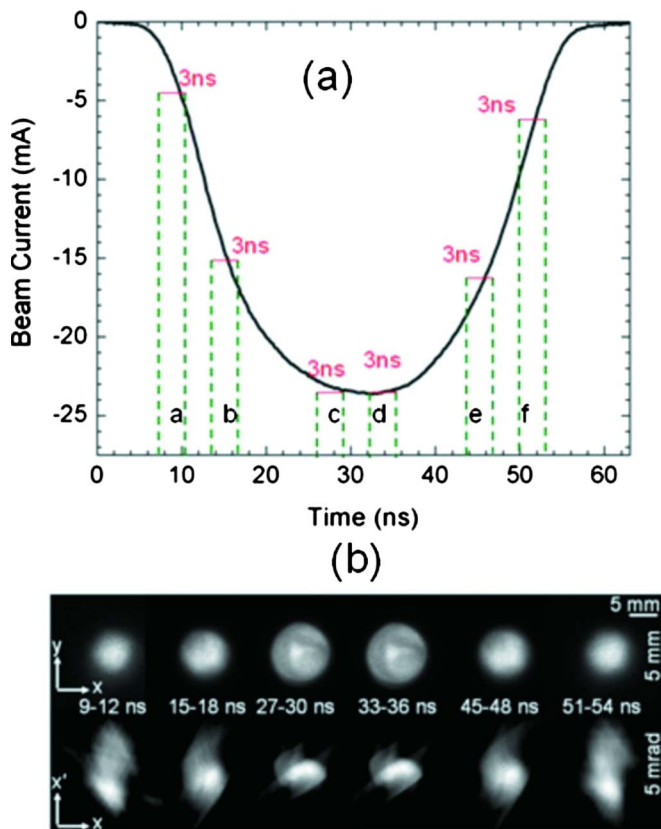 (a)
0
-5
-10
-15
-20
-25
Beam Current (mA)
3ns
3ns
3ns
3ns
3ns
3ns
a b c d e f
0 10 20 30 40 50 60
Time (ns)
(b)
5 mm
y
x
5 mm
9-12 ns 15-18 ns 27-30 ns 33-36 ns 45-48 ns 51-54 ns
x'
x
5 mrad